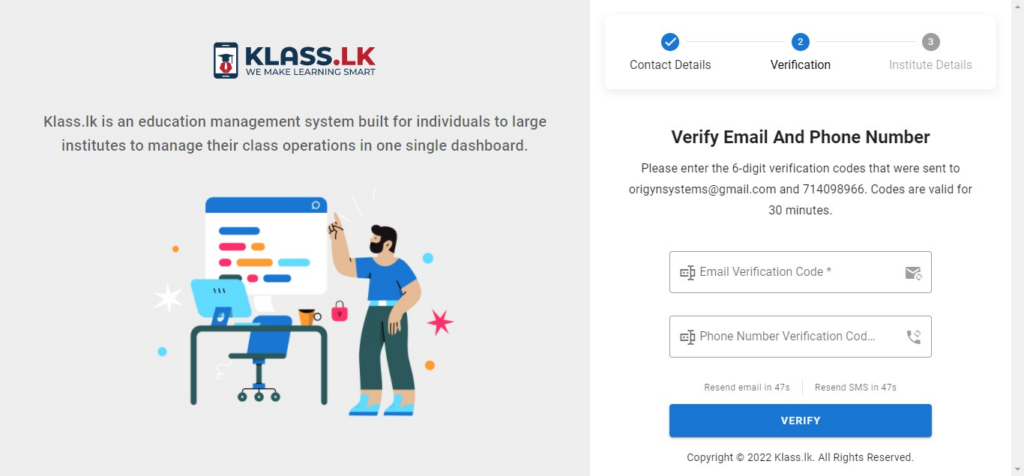 KLASS.LK
WE MAKE LEARNING SMART
Klass.lk is an education management system built for individuals to large
institutes to manage their class operations in one single dashboard.
2
3
Contact Details
Verification
Institute Details
Verify Email And Phone Number
Please enter the 6-digit verification codes that were sent to
origynsystems@gmail.com and 714098966. Codes are valid for
30 minutes.
Email Verification Code *
Phone Number Verification Cod...
Resend email in 47s
Resend SMS in 47s
VERIFY
Copyright © 2022 Klass.lk. All Rights Reserved.